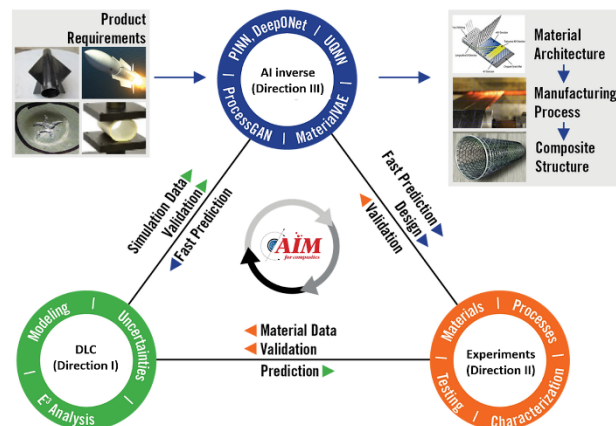 Product
Requirements
PINN, DeepONet | UQNN
AI inverse
(Direction III)
ProcessGAN | MaterialVAE
Material
Architecture
Manufacturing
Process
Composite
Structure
Simulation Data
Validation
Fast Prediction
Fast Prediction
Design
Validation
AIM
for composites
Modeling | Uncertainties
DLC
(Direction I)
E³ Analysis
Material Data
Validation
Prediction
Materials | Processes
Experiments
(Direction II)
Testing | Characterization